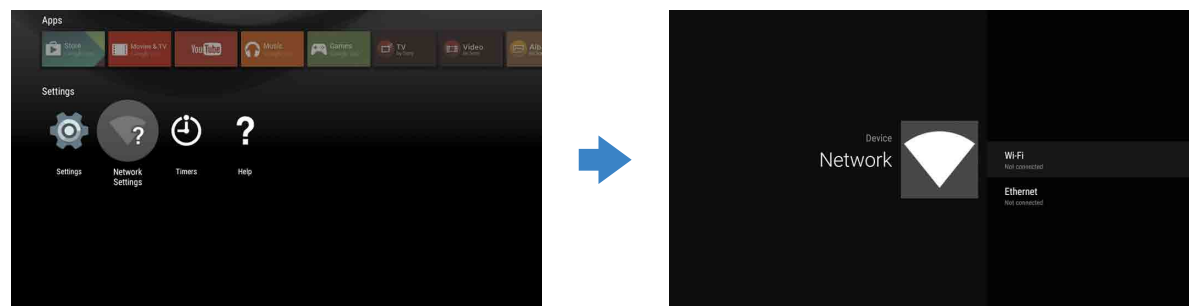 Apps
Store
Movies & TV
YouTube
Music
Games
TV
Video
Settings
Settings
Network
Settings
Timers
Help
?
?
Device
Network
Wi-Fi
Not connected
Ethernet
Not connected